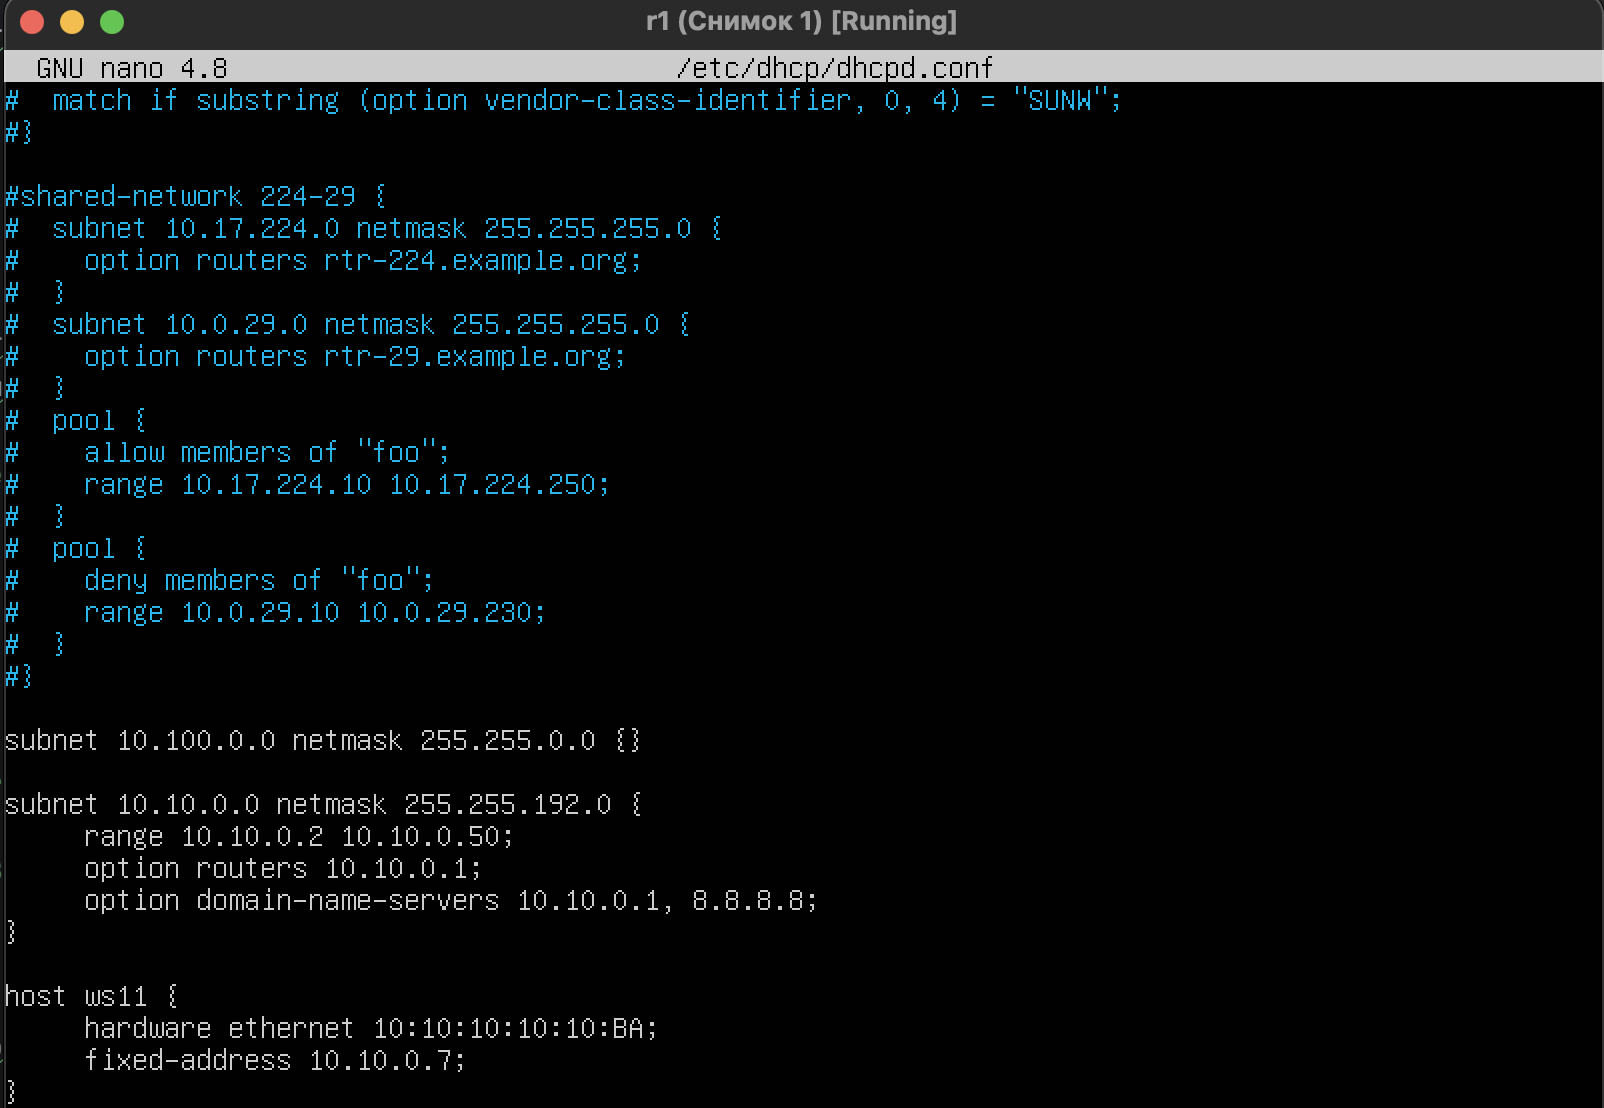 r1 (Снимок 1) [Running]
GNU nano 4.8 /etc/dhcp/dhcpd.conf
#  match if substring (option vendor-class-identifier, 0, 4) = "SUNW";
#}
#shared-network 224-29 {
#  subnet 10.17.224.0 netmask 255.255.255.0 {
#    option routers rtr-224.example.org;
#  }
#  subnet 10.0.29.0 netmask 255.255.255.0 {
#    option routers rtr-29.example.org;
#  }
#  pool {
#    allow members of "foo";
#    range 10.17.224.10 10.17.224.250;
#  }
#  pool {
#    deny members of "foo";
#    range 10.0.29.10 10.0.29.230;
#  }
#}
subnet 10.100.0.0 netmask 255.255.0.0 {}
subnet 10.10.0.0 netmask 255.255.192.0 {
     range 10.10.0.2 10.10.0.50;
     option routers 10.10.0.1;
     option domain-name-servers 10.10.0.1, 8.8.8.8;
}
host ws11 {
     hardware ethernet 10:10:10:10:10:BA;
     fixed-address 10.10.0.7;
}